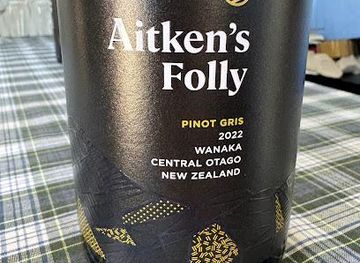 Aitken's
Folly
PINOT GRIS
2022
WANAKA
CENTRAL OTAGO
NEW ZEALAND